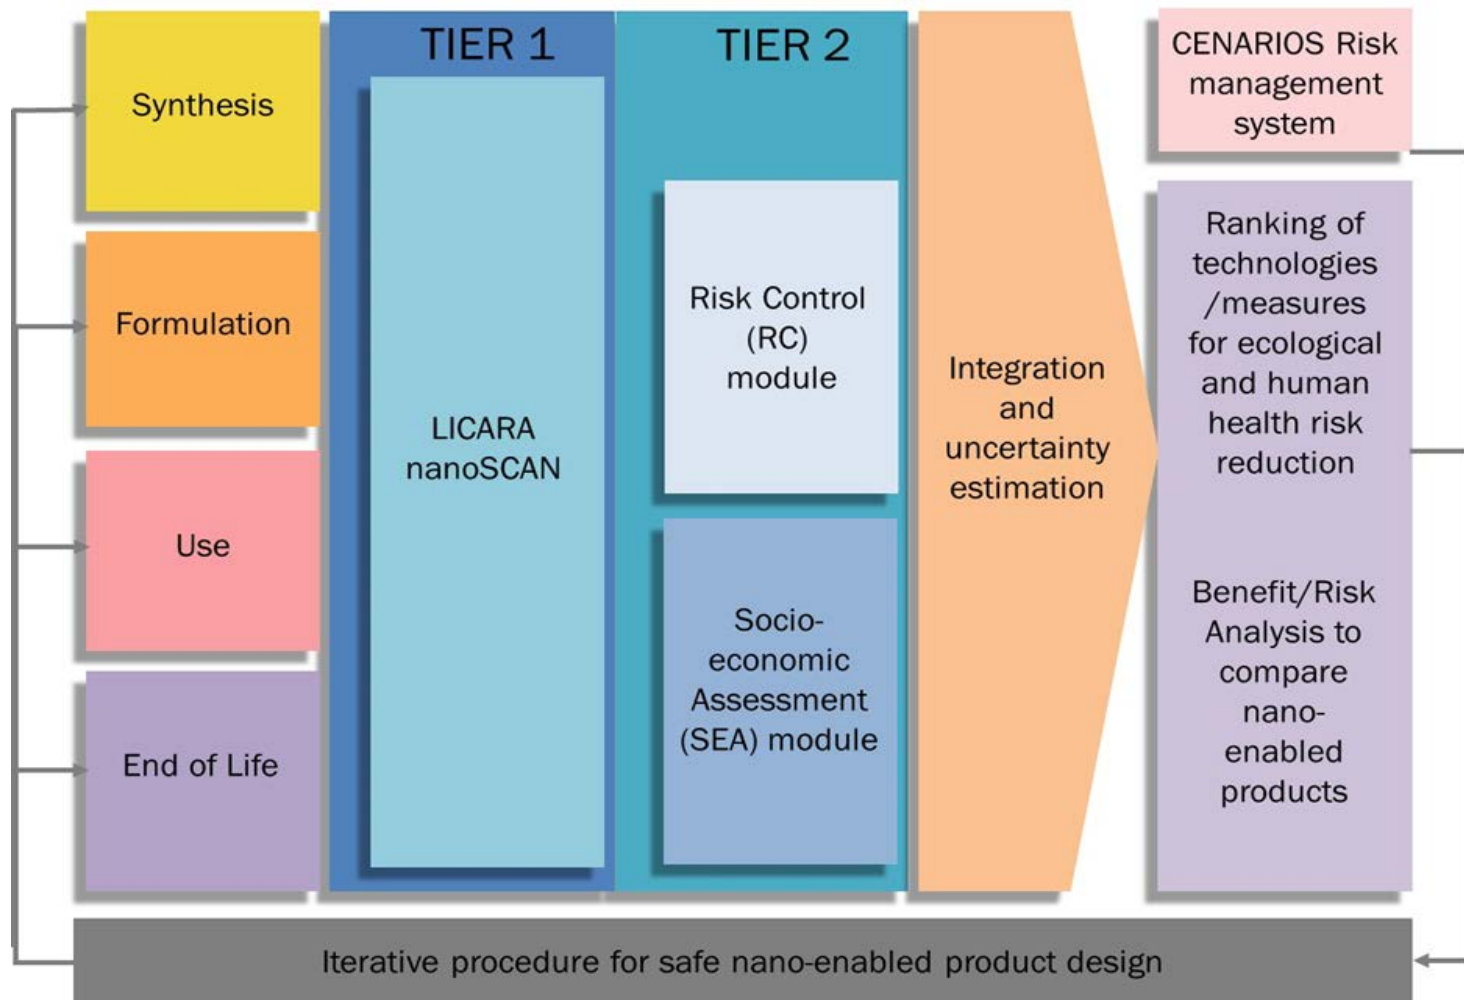 Synthesis
Formulation
Use
End of Life
TIER 1
LICARA
nanoSCAN
TIER 2
Risk Control
(RC)
module
Socio-
economic
Assessment
(SEA) module
Integration
and
uncertainty
estimation
CENARIOS Risk
management
system
Ranking of
technologies
/measures
for ecological
and human
health risk
reduction
Benefit/Risk
Analysis to
compare
nano-
enabled
products
Iterative procedure for safe nano-enabled product design